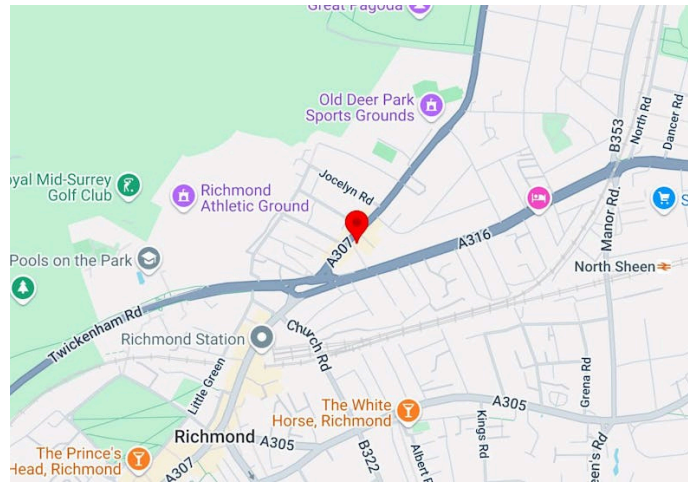 Great Pagoda
Old Deer Park
Sports Grounds
Jocelyn Rd
North Rd
Dancer Rd
B353
Manor Rd.
oyal Mid-Surrey
Golf Club
Richmond
Athletic Ground
A307
A316
S
Pools on the Park
North Sheen
Twickenham Rd
Richmond Station
Church Rd
Little Green
Grena Rd
The White
Horse, Richmond
A305
Kings Rd
Richmond
A305
The Prince's
Head, Richmond
A307
B322
Albert R
een's Rd